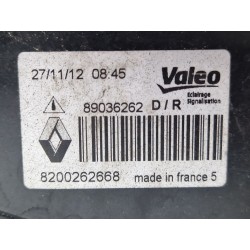 27/11/12 08:45 Valeo
Eclairage
Signalisation
89036262 D/R
8200262668 made in france 5